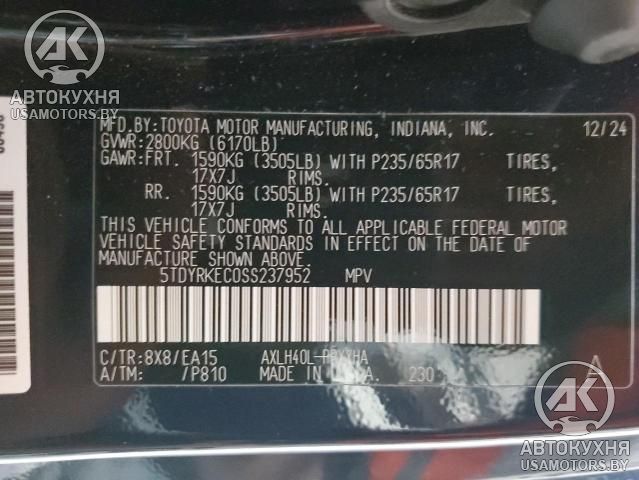 АК
АВТОКУХНЯ
USAMOTORS.BY
MFD.BY:TOYOTA MOTOR MANUFACTURING, INDIANA, INC. 12/24
GVWR:2800KG (6170LB)
GAWR:FRT. 1590KG (3505LB) WITH P235/65R17 TIRES,
17X7J RIMS.
RR. 1590KG (3505LB) WITH P235/65R17 TIRES,
17X7J RIMS.
THIS VEHICLE CONFORMS TO ALL APPLICABLE FEDERAL MOTOR
VEHICLE SAFETY STANDARDS IN EFFECT ON THE DATE OF
MANUFACTURE SHOWN ABOVE.
5TDYRKEC0SS237952 MPV
C/TR:8X8/EA15 A
A/TM: /P810 MADE IN U.S.A. 230
АК
АВТОКУХНЯ
USAMOTORS.BY